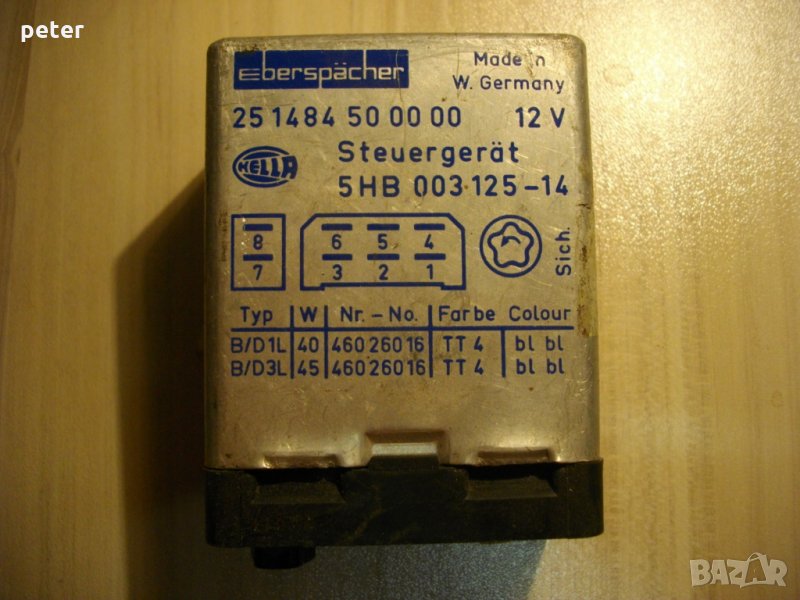 peter
Eberspächer
Made in
W. Germany
25 1484 50 00 00 12 V
HELLA
Steuergerät
5HB 003 125-14
8 6 5 4
7 3 2 1
Sich.
Typ W Nr. - No. Farbe Colour
B/D1L 40 460 260 16 TT 4 bl bl
B/D3L 45 460 260 16 TT 4 bl bl
BAZAR